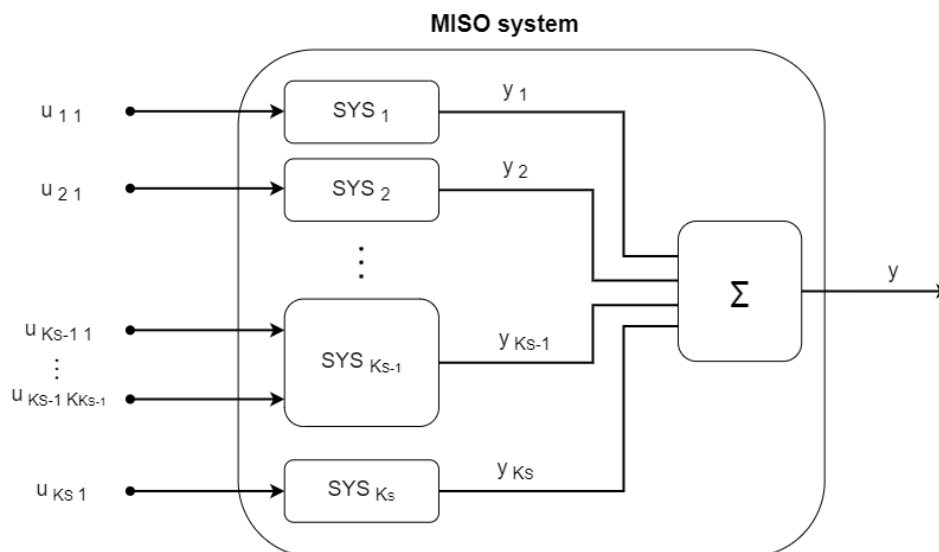 MISO system
u 1 1
SYS 1
y 1
u 2 1
SYS 2
y 2
Σ
y
u KS-1 1
u KS-1 KKS-1
SYS KS-1
y KS-1
u KS 1
SYS KS
y KS